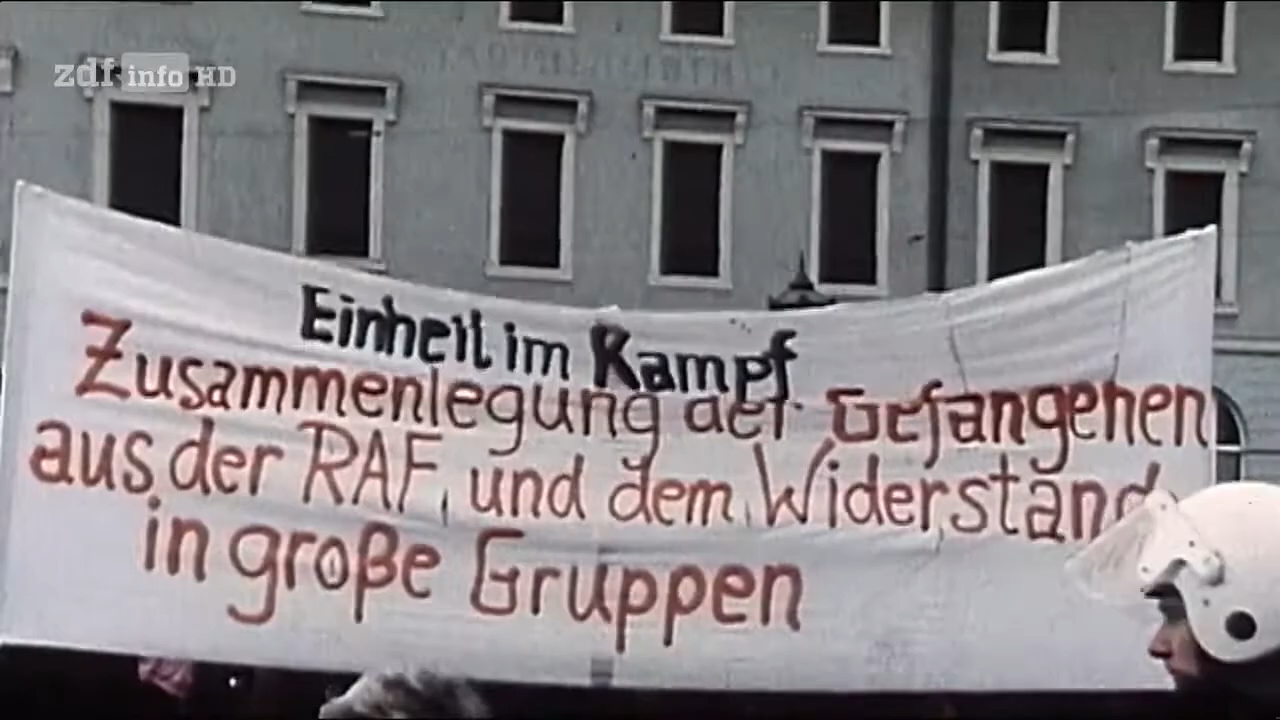 zdf info HD
Einheit im Kampf
Zusammenlegung der Gefangenen
aus der RAF, und dem Widerstand
in große Gruppen